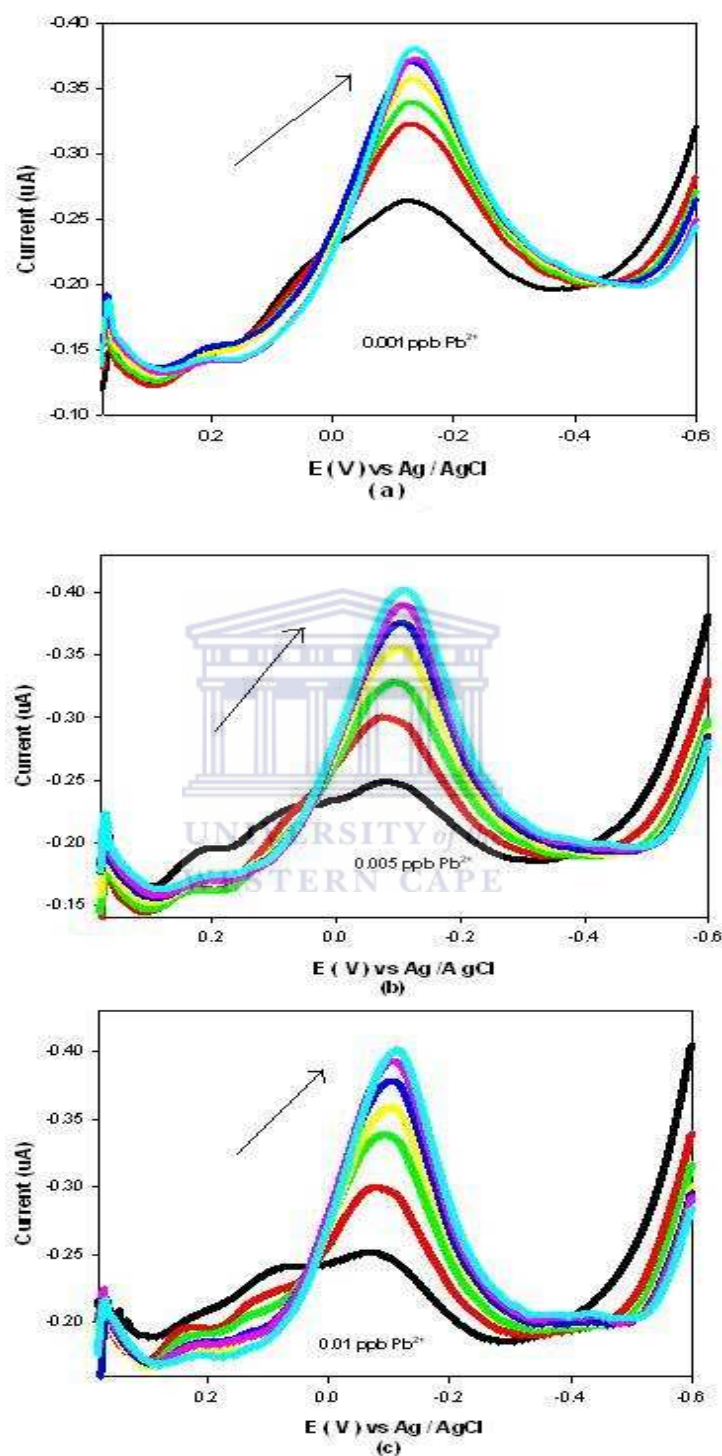 -0.40
-0.35
-0.30
-0.25
-0.20
-0.15
-0.10
Current (uA)
0.001 ppb Pb²⁺
0.2 0.0 -0.2 -0.4 -0.6
E ( V ) vs Ag / AgCl
( a )
-0.40
-0.35
-0.30
-0.25
-0.20
-0.15
Current (uA)
UNIVERSITY of
WESTERN CAPE
0.005 ppb Pb²⁺
0.2 0.0 -0.2 -0.4 -0.6
E ( V ) vs Ag /A gCl
(b)
-0.40
-0.35
-0.30
-0.25
-0.20
Current (uA)
0.01 ppb Pb²⁺
0.2 0.0 -0.2 -0.4 -0.6
E ( V ) vs Ag / AgCl
(c)